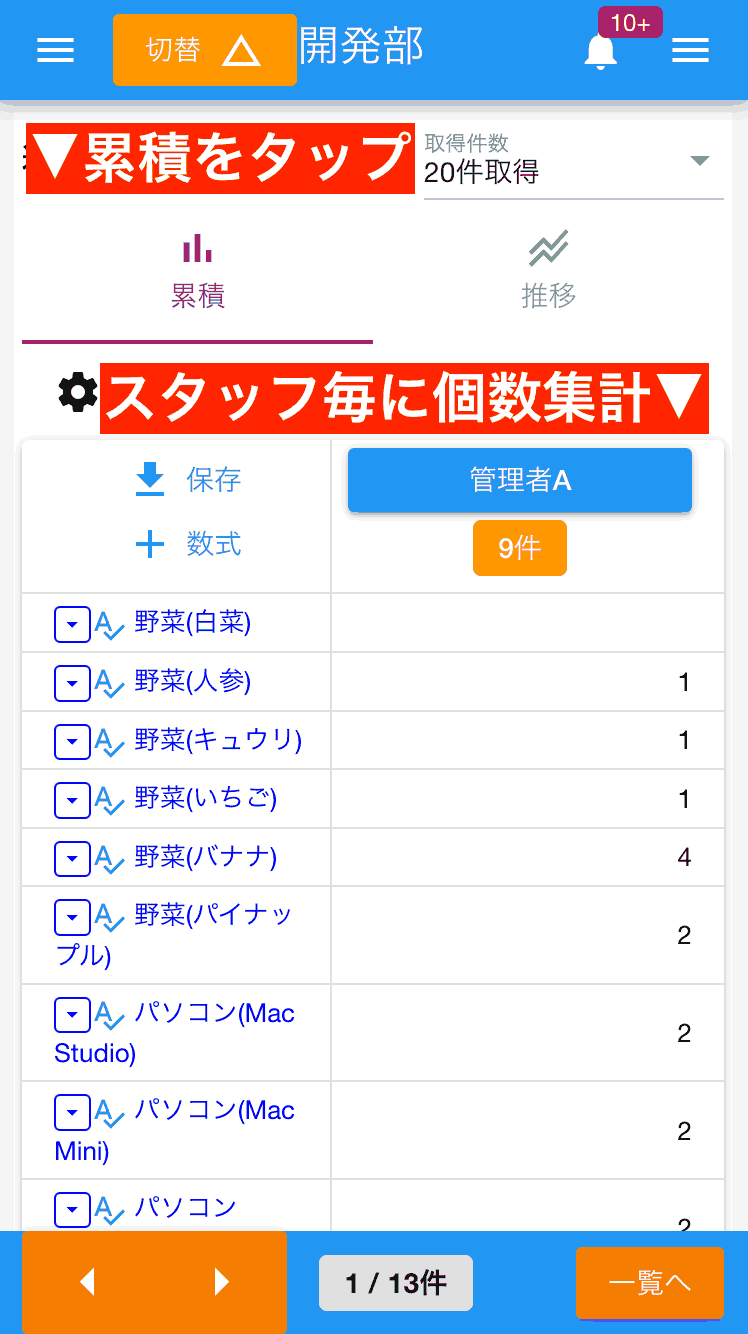 切替
開発部
10+
▼累積をタップ
取得件数
20件取得
累積
推移
スタッフ毎に個数集計▼
保存
管理者A
数式
9件
野菜(白菜)
野菜(人参)
1
野菜(キュウリ)
1
野菜(いちご)
1
野菜(バナナ)
4
野菜(パイナッ
プル)
2
パソコン(Mac
Studio)
2
パソコン(Mac
Mini)
2
パソコン
2
1 / 13件
一覧へ